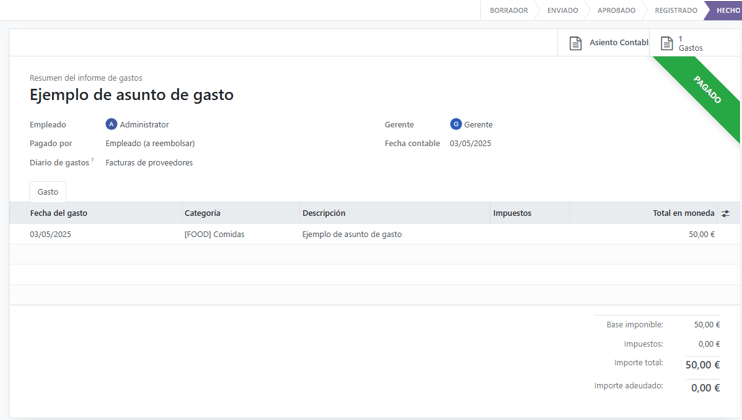 BORRADOR ENVIADO APROBADO REGISTRADO HECHO
Asiento Contabl
1
Gastos
PAGADO
Resumen del informe de gastos
Ejemplo de asunto de gasto
Empleado A Administrator Gerente G Gerente
Pagado por Empleado (a reembolsar) Fecha contable 03/05/2025
Diario de gastos ? Facturas de proveedores
Gasto
Fecha del gasto Categoría Descripción Impuestos Total en moneda
03/05/2025 [FOOD] Comidas Ejemplo de asunto de gasto 50,00 €
Base imponible: 50,00 €
Impuestos: 0,00 €
Importe total: 50,00 €
Importe adeudado: 0,00 €